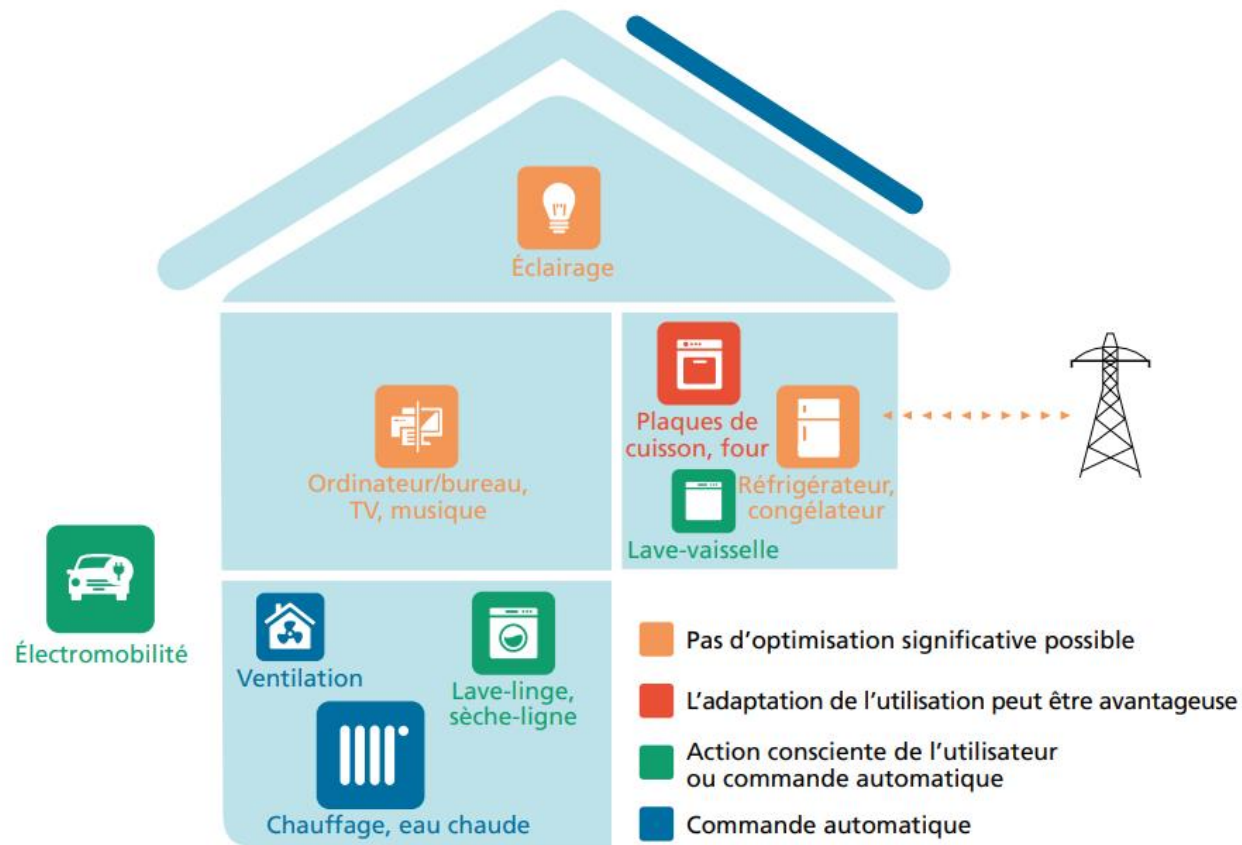 Éclairage
Ordinateur/bureau,
TV, musique
Plaques de
cuisson, four
Réfrigérateur,
congélateur
Lave-vaisselle
Électromobilité
Ventilation
Lave-linge,
sèche-ligne
Chauffage, eau chaude
Pas d’optimisation significative possible
L’adaptation de l’utilisation peut être avantageuse
Action consciente de l’utilisateur
ou commande automatique
Commande automatique